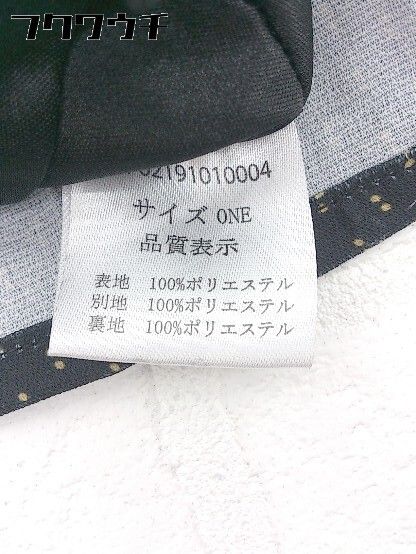 フクワウチ
02191010004
サイズ ONE
品質表示
表地 100%ポリエステル
別地 100%ポリエステル
裏地 100%ポリエステル